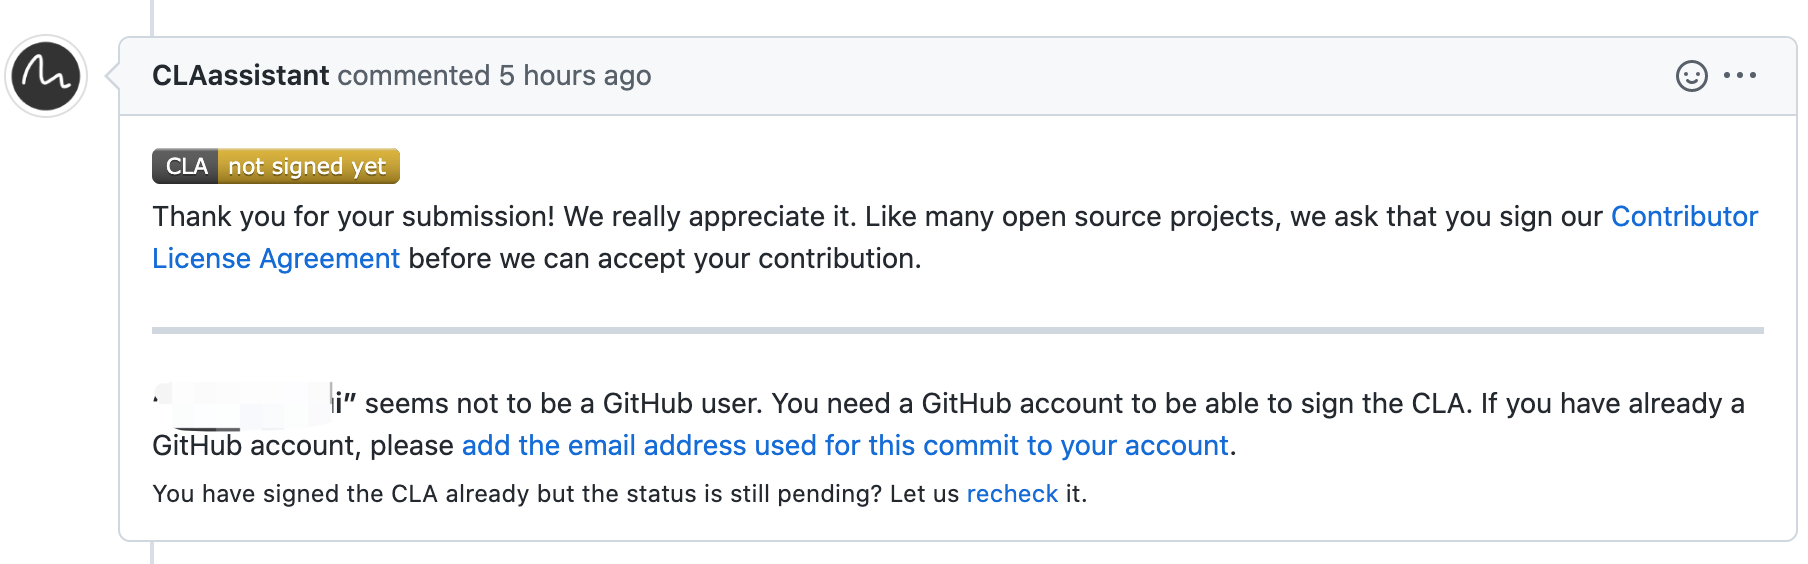 CLAassistant commented 5 hours ago
CLA not signed yet
Thank you for your submission! We really appreciate it. Like many open source projects, we ask that you sign our Contributor
License Agreement before we can accept your contribution.
i” seems not to be a GitHub user. You need a GitHub account to be able to sign the CLA. If you have already a
GitHub account, please add the email address used for this commit to your account.
You have signed the CLA already but the status is still pending? Let us recheck it.